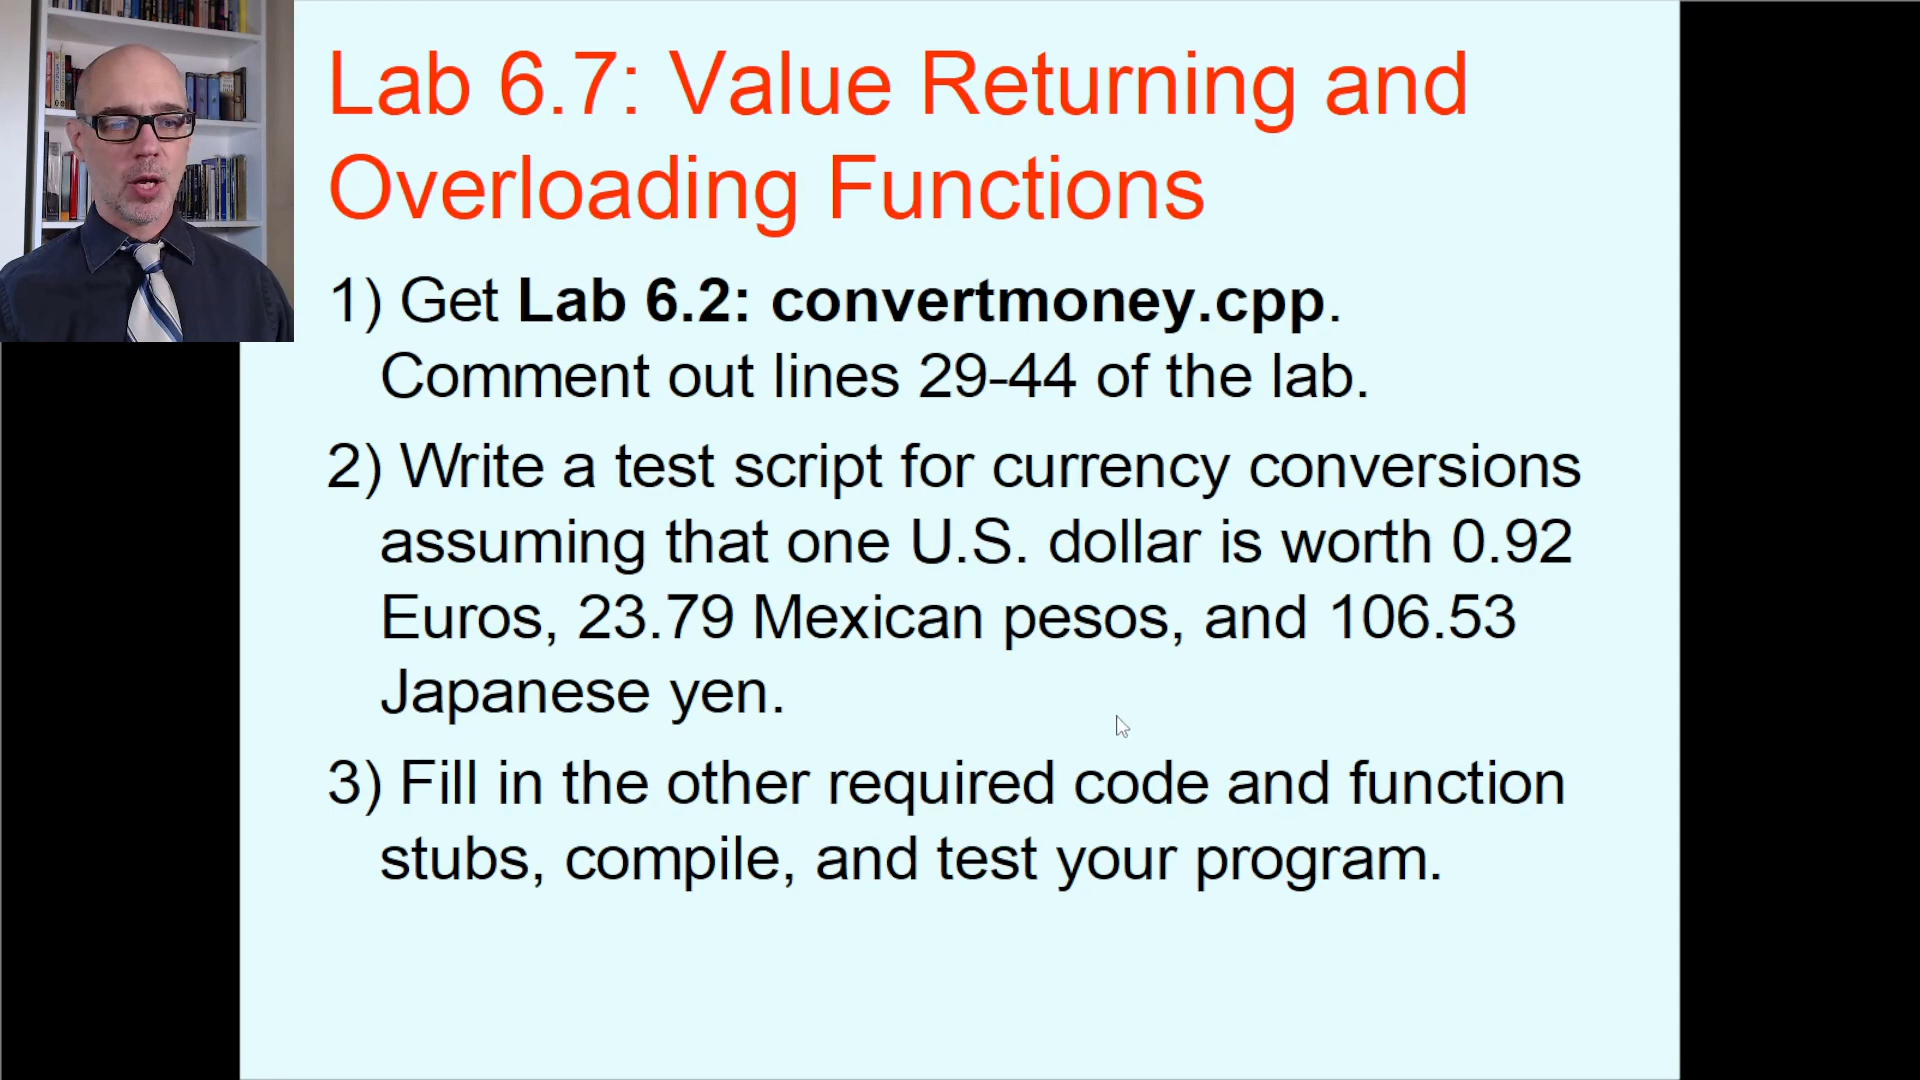 Lab 6.7: Value Returning and
Overloading Functions
1) Get Lab 6.2: convertmoney.cpp.
Comment out lines 29-44 of the lab.
2) Write a test script for currency conversions
assuming that one U.S. dollar is worth 0.92
Euros, 23.79 Mexican pesos, and 106.53
Japanese yen.
3) Fill in the other required code and function
stubs, compile, and test your program.